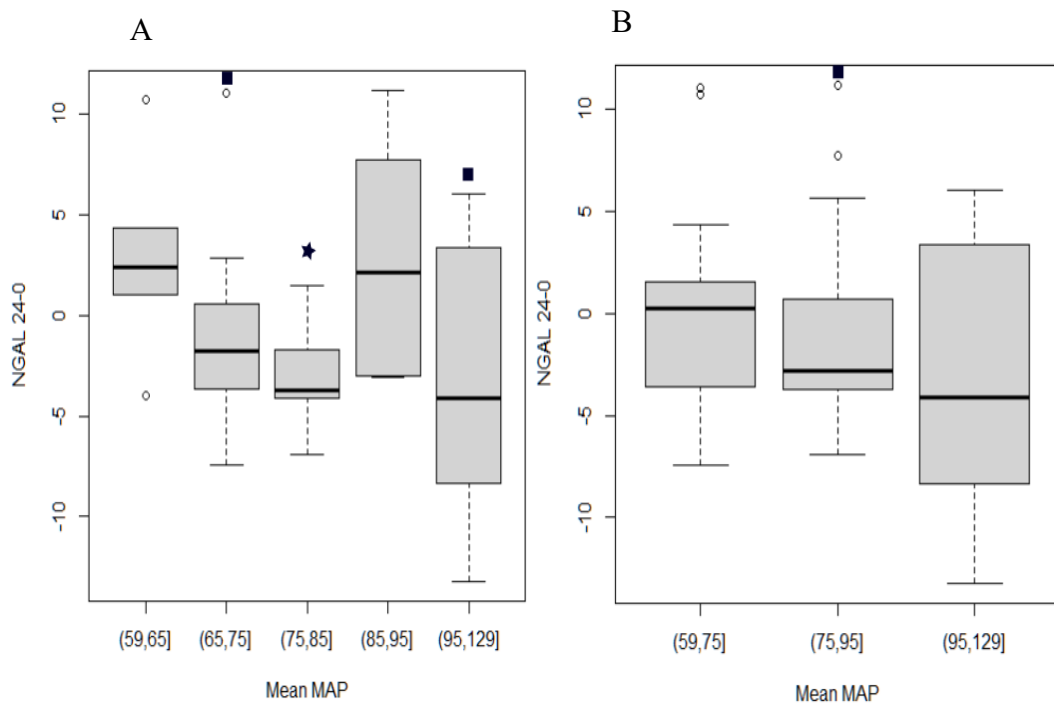 A
NGAL 24-0
10
5
0
-5
-10
(59,65] (65,75] (75,85] (85,95] (95,129]
Mean MAP
B
NGAL 24-0
10
5
0
-5
-10
(59,75] (75,95] (95,129]
Mean MAP